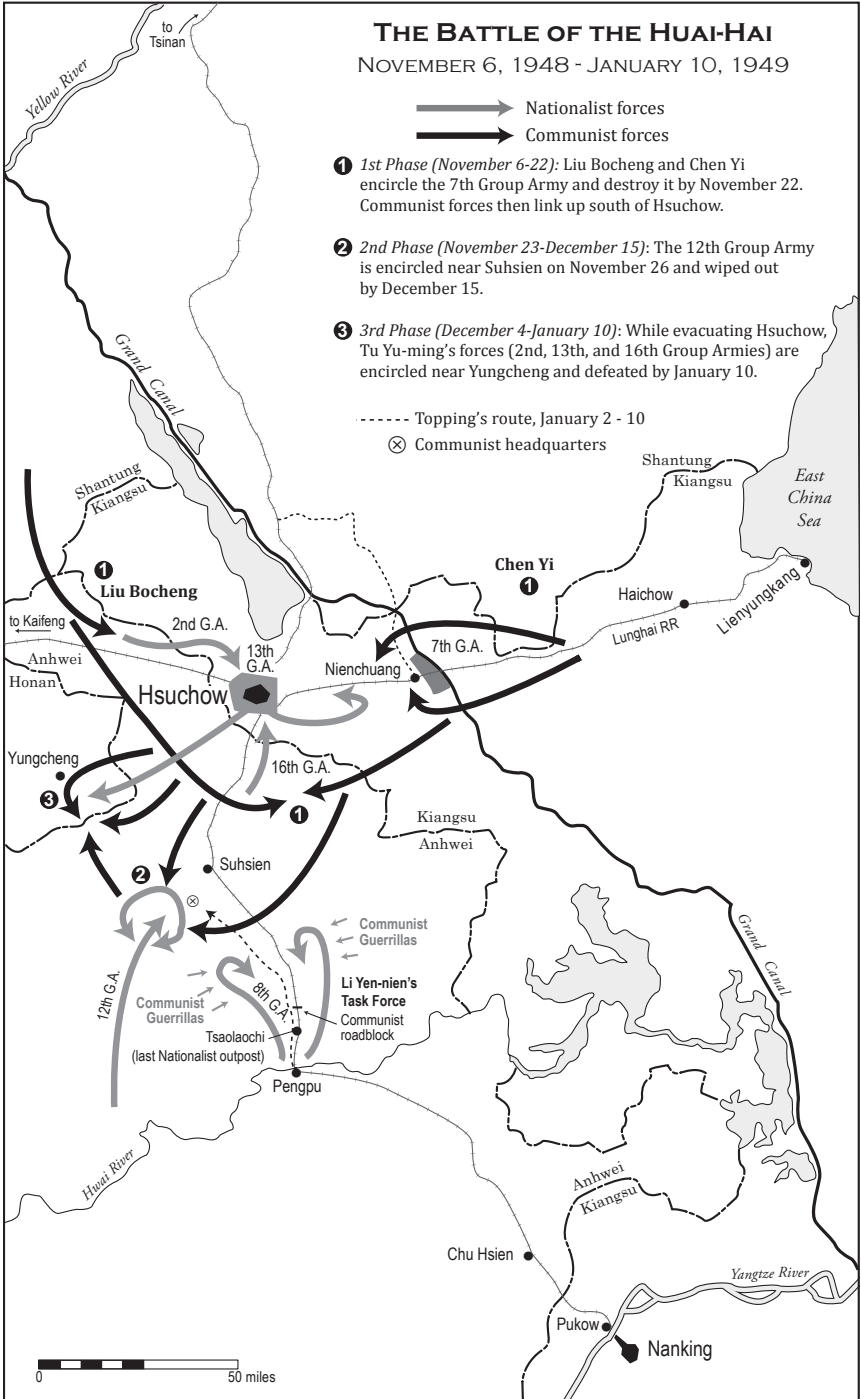 THE BATTLE OF THE HUAI-HAI
NOVEMBER 6, 1948 - JANUARY 10, 1949
Nationalist forces
Communist forces
1 1st Phase (November 6-22): Liu Bocheng and Chen Yi
encircle the 7th Group Army and destroy it by November 22.
Communist forces then link up south of Hsuchow.
2 2nd Phase (November 23-December 15): The 12th Group Army
is encircled near Suhsien on November 26 and wiped out
by December 15.
3 3rd Phase (December 4-January 10): While evacuating Hsuchow,
Tu Yu-ming's forces (2nd, 13th, and 16th Group Armies) are
encircled near Yungcheng and defeated by January 10.
Topping's route, January 2 - 10
Communist headquarters
to
Tsinan
Yellow River
Grand Canal
Shantung
Kiangsu
Shantung
Kiangsu
East
China
Sea
1
Liu Bocheng
Chen Yi
1
to Kaifeng
2nd G.A.
13th
G.A.
7th G.A.
Haichow
Lienyungkang
Lunghai RR
Anhwei
Honan
Nienchuang
Hsuchow
Yungcheng
3
16th G.A.
1
Kiangsu
Anhwei
2
Suhsien
Communist
Guerrillas
Grand Canal
12th G.A.
Communist
Guerrillas
8th G.A.
Li Yen-nien's
Task Force
Communist
roadblock
Tsaolaochi
(last Nationalist outpost)
Pengpu
Hwai River
Anhwei
Kiangsu
Chu Hsien
Yangtze River
Pukow
Nanking
0
50 miles